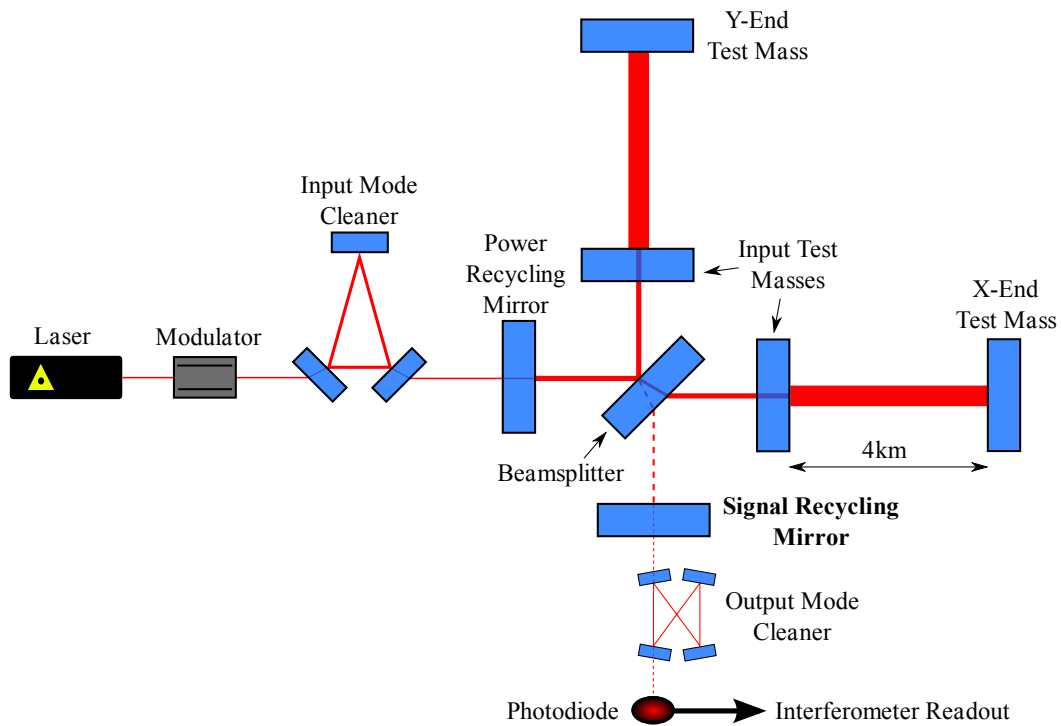 Y-End
Test Mass
Input Mode
Cleaner
Power
Recycling
Mirror
Input Test
Masses
X-End
Test Mass
Laser
Modulator
4km
Beamsplitter
Signal Recycling
Mirror
Output Mode
Cleaner
Photodiode
Interferometer Readout